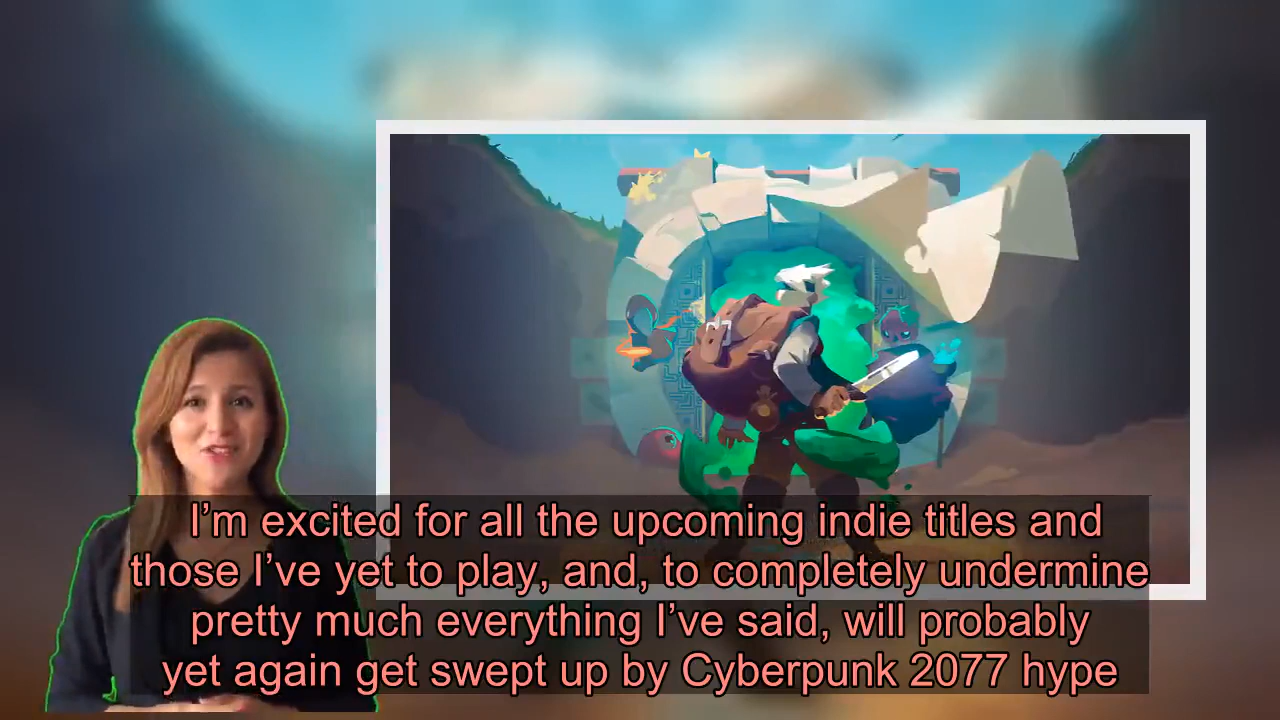 I’m excited for all the upcoming indie titles and
those I’ve yet to play, and, to completely undermine
pretty much everything I’ve said, will probably
yet again get swept up by Cyberpunk 2077 hype